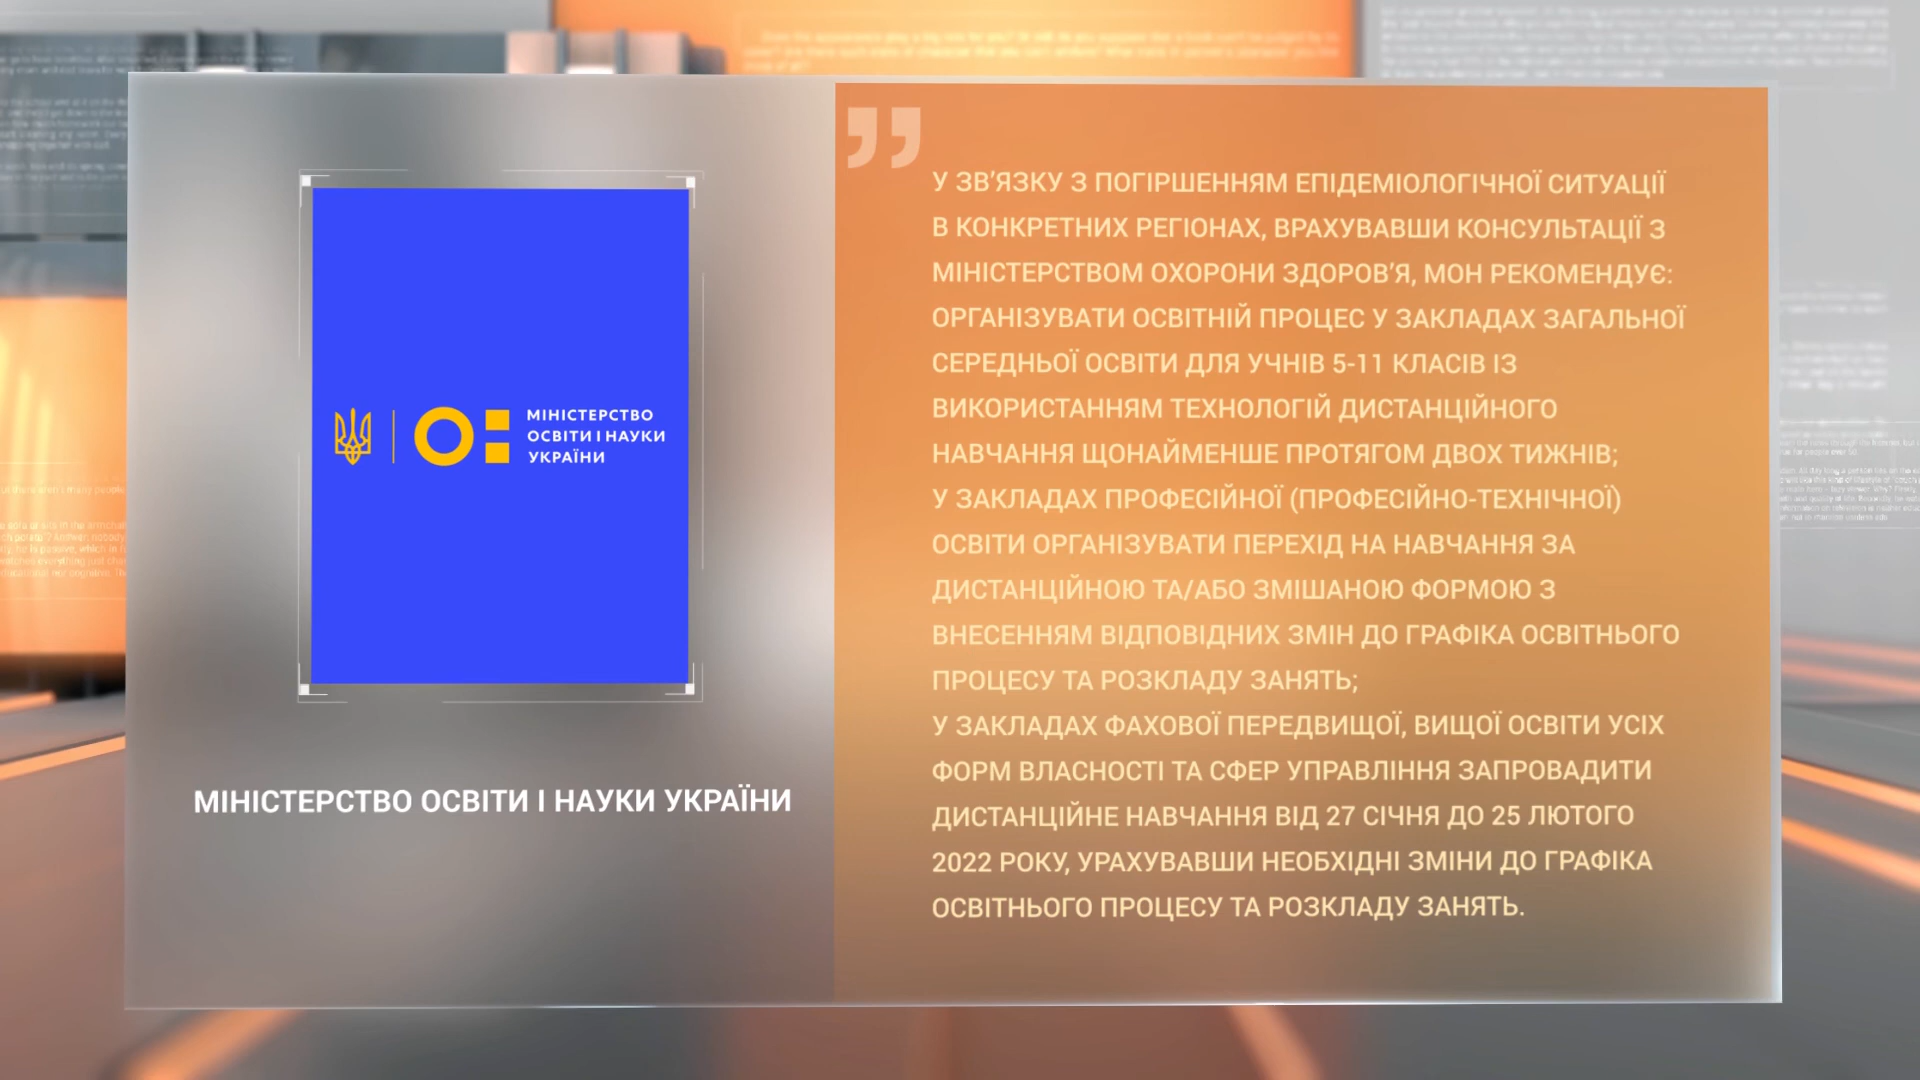 МІНІСТЕРСТВО
ОСВІТИ І НАУКИ
УКРАЇНИ
МІНІСТЕРСТВО ОСВІТИ І НАУКИ УКРАЇНИ
У ЗВ’ЯЗКУ З ПОГІРШЕННЯМ ЕПІДЕМІОЛОГІЧНОЇ СИТУАЦІЇ
В КОНКРЕТНИХ РЕГІОНАХ, ВРАХУВАВШИ КОНСУЛЬТАЦІЇ З
МІНІСТЕРСТВОМ ОХОРОНИ ЗДОРОВ’Я, МОН РЕКОМЕНДУЄ:
ОРГАНІЗУВАТИ ОСВІТНІЙ ПРОЦЕС У ЗАКЛАДАХ ЗАГАЛЬНОЇ
СЕРЕДНЬОЇ ОСВІТИ ДЛЯ УЧНІВ 5-11 КЛАСІВ ІЗ
ВИКОРИСТАННЯМ ТЕХНОЛОГІЙ ДИСТАНЦІЙНОГО
НАВЧАННЯ ЩОНАЙМЕНШЕ ПРОТЯГОМ ДВОХ ТИЖНІВ;
У ЗАКЛАДАХ ПРОФЕСІЙНОЇ (ПРОФЕСІЙНО-ТЕХНІЧНОЇ)
ОСВІТИ ОРГАНІЗУВАТИ ПЕРЕХІД НА НАВЧАННЯ ЗА
ДИСТАНЦІЙНОЮ ТА/АБО ЗМІШАНОЮ ФОРМОЮ З
ВНЕСЕННЯМ ВІДПОВІДНИХ ЗМІН ДО ГРАФІКА ОСВІТНЬОГО
ПРОЦЕСУ ТА РОЗКЛАДУ ЗАНЯТЬ;
У ЗАКЛАДАХ ФАХОВОЇ ПЕРЕДВИЩОЇ, ВИЩОЇ ОСВІТИ УСІХ
ФОРМ ВЛАСНОСТІ ТА СФЕР УПРАВЛІННЯ ЗАПРОВАДИТИ
ДИСТАНЦІЙНЕ НАВЧАННЯ ВІД 27 СІЧНЯ ДО 25 ЛЮТОГО
2022 РОКУ, УРАХУВАВШИ НЕОБХІДНІ ЗМІНИ ДО ГРАФІКА
ОСВІТНЬОГО ПРОЦЕСУ ТА РОЗКЛАДУ ЗАНЯТЬ.